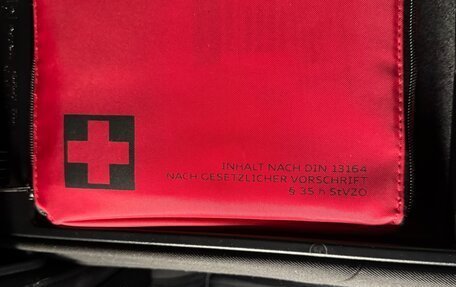 INHALT NACH DIN 13164
NACH GESETZLICHER VORSCHRIFT
§ 35 h StVZO